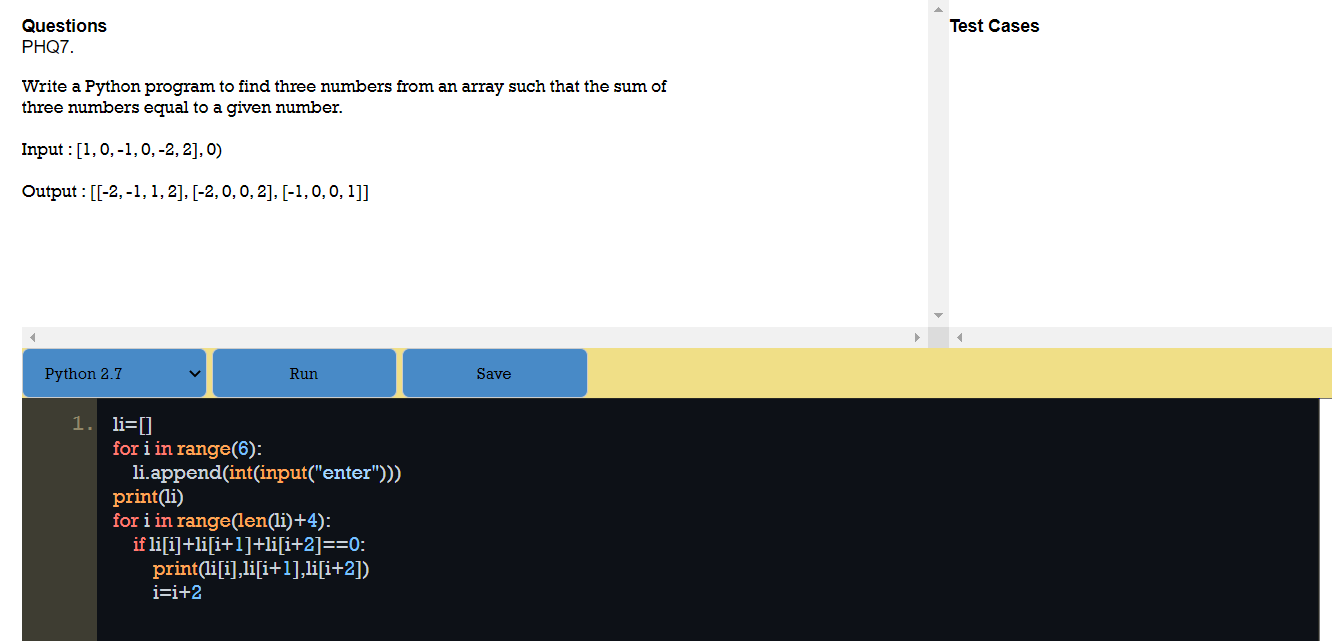 Questions
PHQ7.
Write a Python program to find three numbers from an array such that the sum of
three numbers equal to a given number.
Input : [1, 0, -1, 0, -2, 2], 0)
Output : [[-2, -1, 1, 2], [-2, 0, 0, 2], [-1, 0, 0, 1]]
Test Cases
Python 2.7
Run
Save
1.
li=[]
for i in range(6):
    li.append(int(input("enter")))
print(li)
for i in range(len(li)+4):
    if li[i]+li[i+1]+li[i+2]==0:
        print(li[i],li[i+1],li[i+2])
        i=i+2